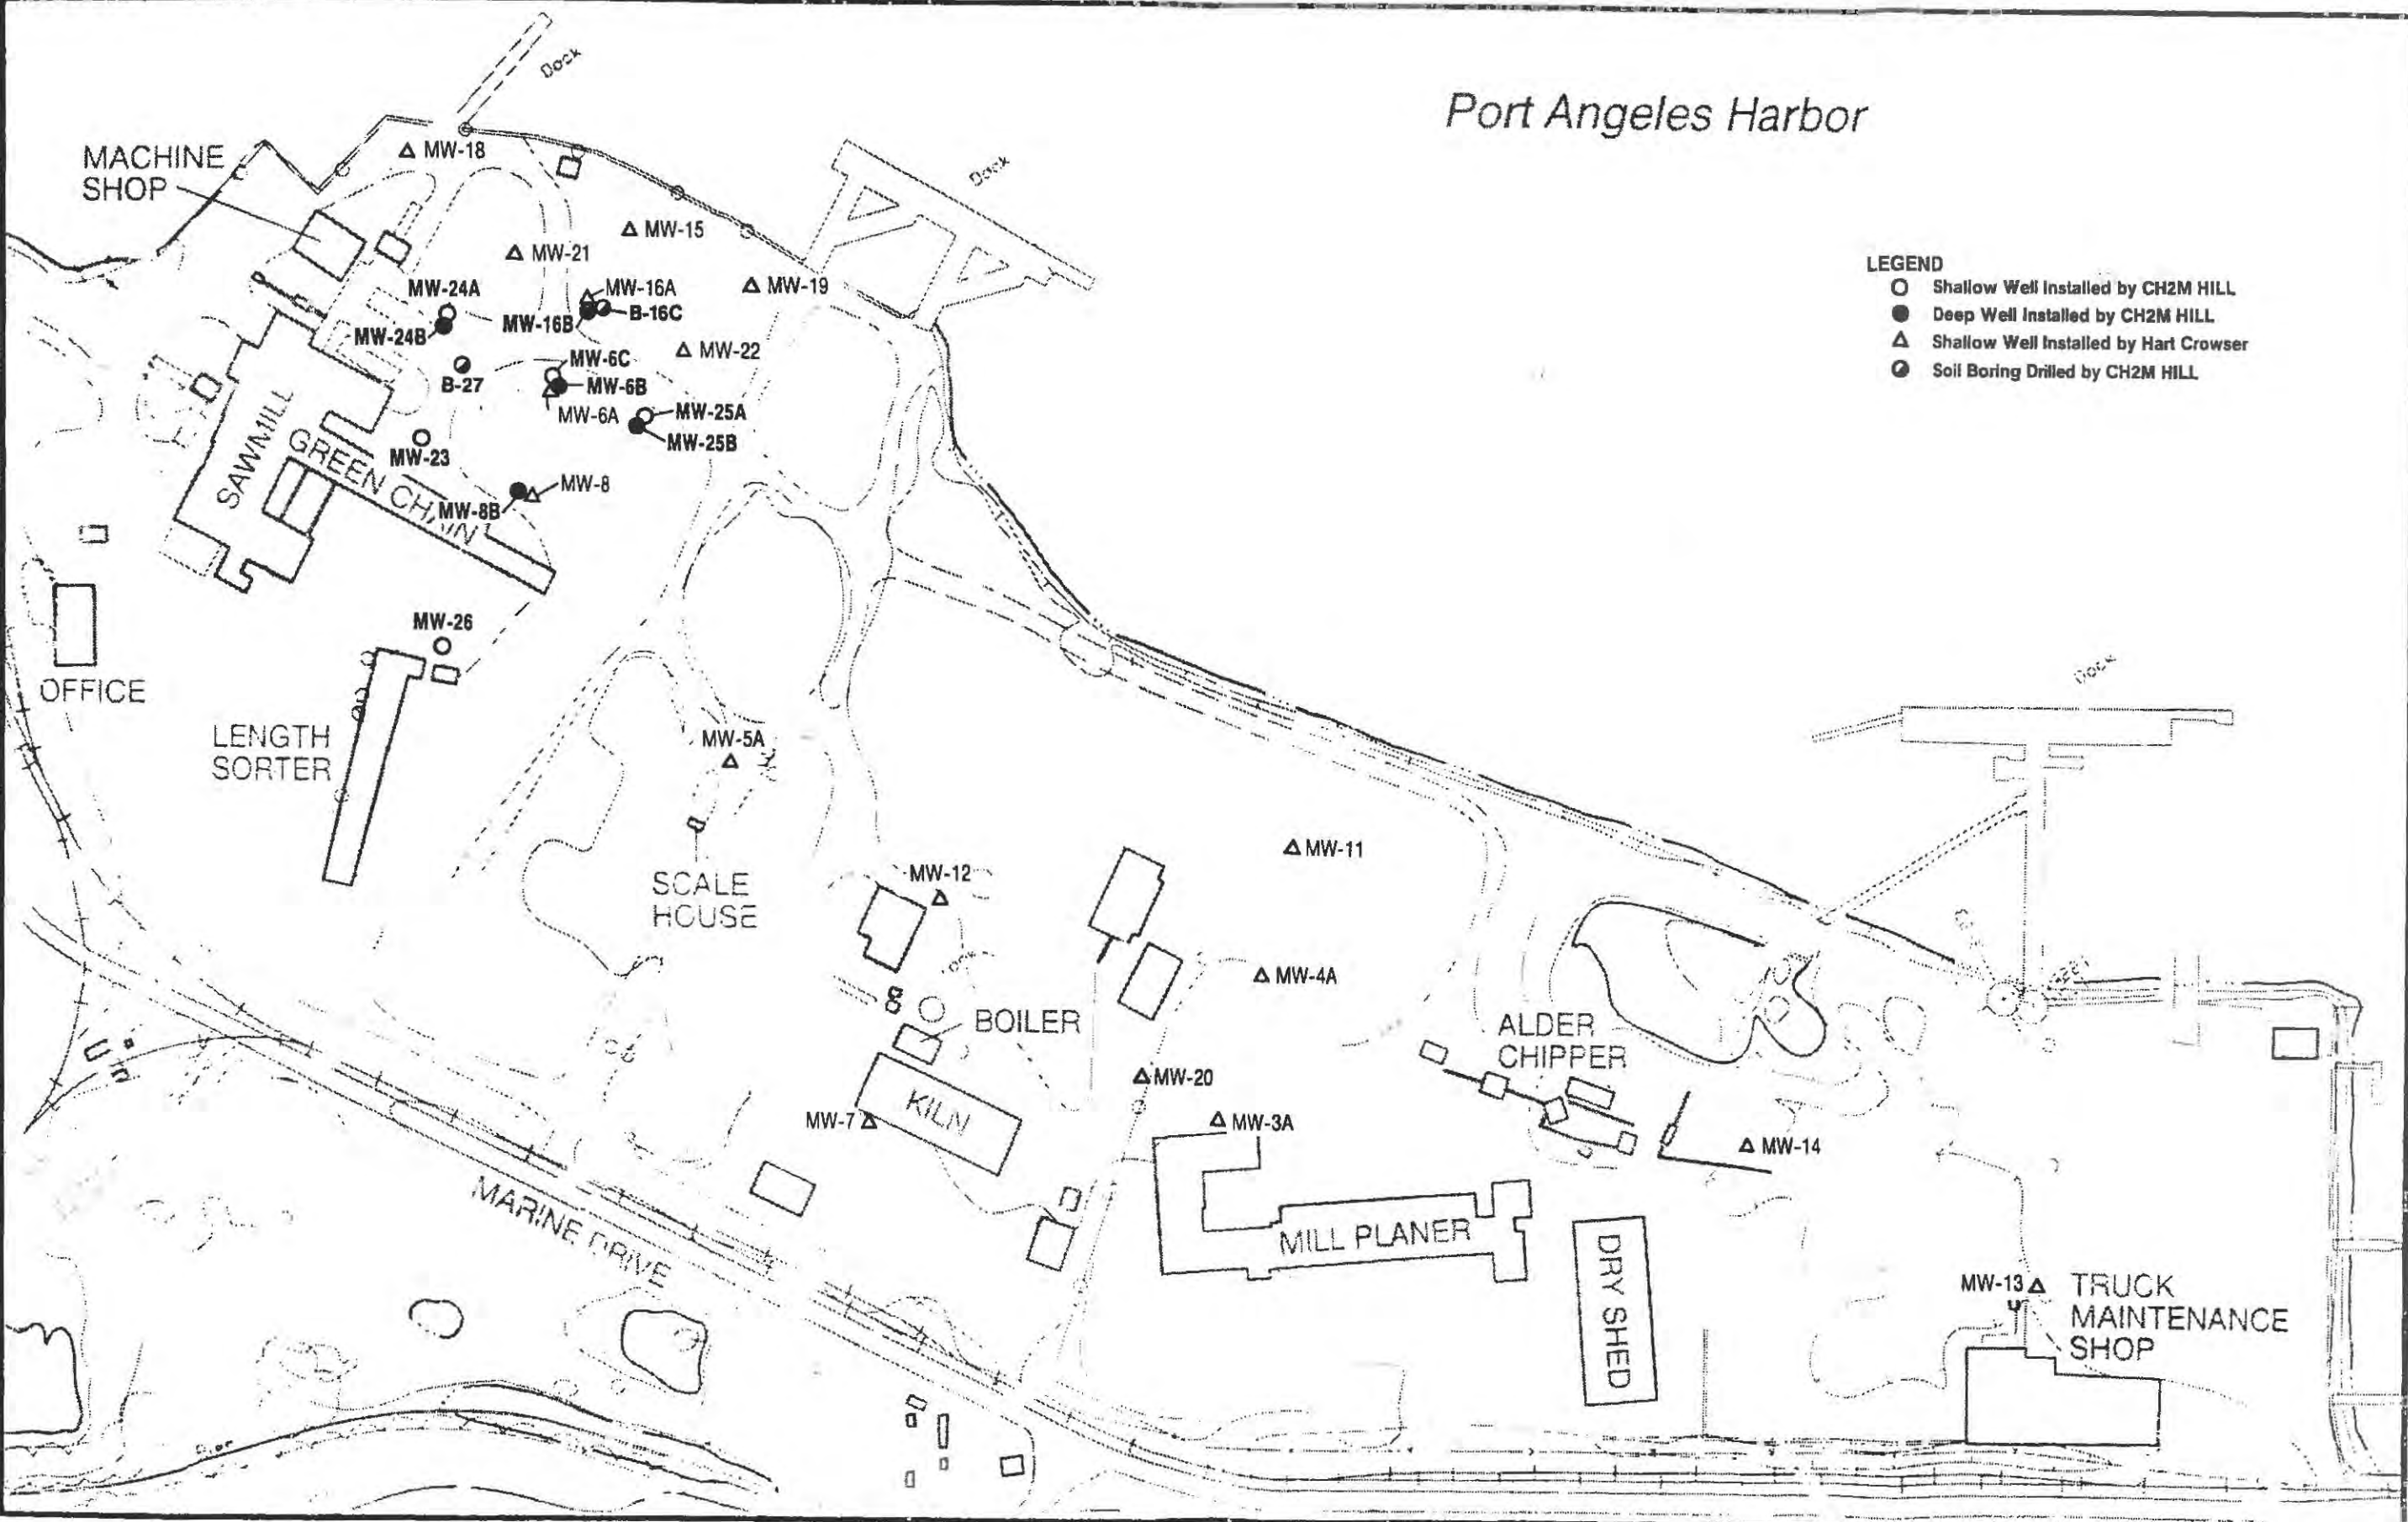 Dock
Port Angeles Harbor
MACHINE
SHOP
MW-18
Dock
MW-15
MW-21
LEGEND
Shallow Well Installed by CH2M HILL
Deep Well Installed by CH2M HILL
Shallow Well Installed by Hart Crowser
Soil Boring Drilled by CH2M HILL
MW-24A
MW-16A
MW-19
MW-16B
B-16C
MW-24B
MW-22
MW-6C
B-27
MW-6B
MW-6A
MW-25A
MW-25B
SAWMILL
GREEN CHAIN
MW-23
MW-8
MW-8B
MW-26
OFFICE
LENGTH
SORTER
Dock
MW-5A
MW-11
SCALE
HOUSE
MW-12
MW-4A
BOILER
ALDER
CHIPPER
MW-20
KILN
MW-7
MW-3A
MW-14
MARINE DRIVE
MILL PLANER
DRY SHED
MW-13
TRUCK
MAINTENANCE
SHOP